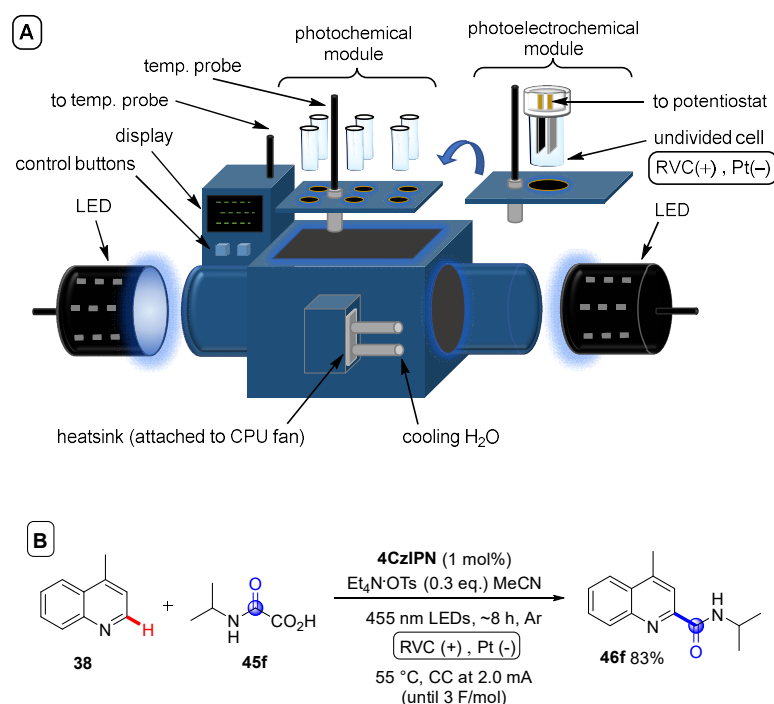 A
photochemical
module
photoelectrochemical
module
temp. probe
to temp. probe
display
control buttons
LED
to potentiostat
undivided cell
RVC(+) , Pt(–)
LED
heatsink (attached to CPU fan)
cooling H2O
B
H
38
+
O
N
H
CO2H
45f
N
4CzIPN (1 mol%)
Et4N·OTs (0.3 eq.) MeCN
455 nm LEDs, ~8 h, Ar
RVC (+) , Pt (-)
55 °C, CC at 2.0 mA
(until 3 F/mol)
N
H
N
O
46f 83%